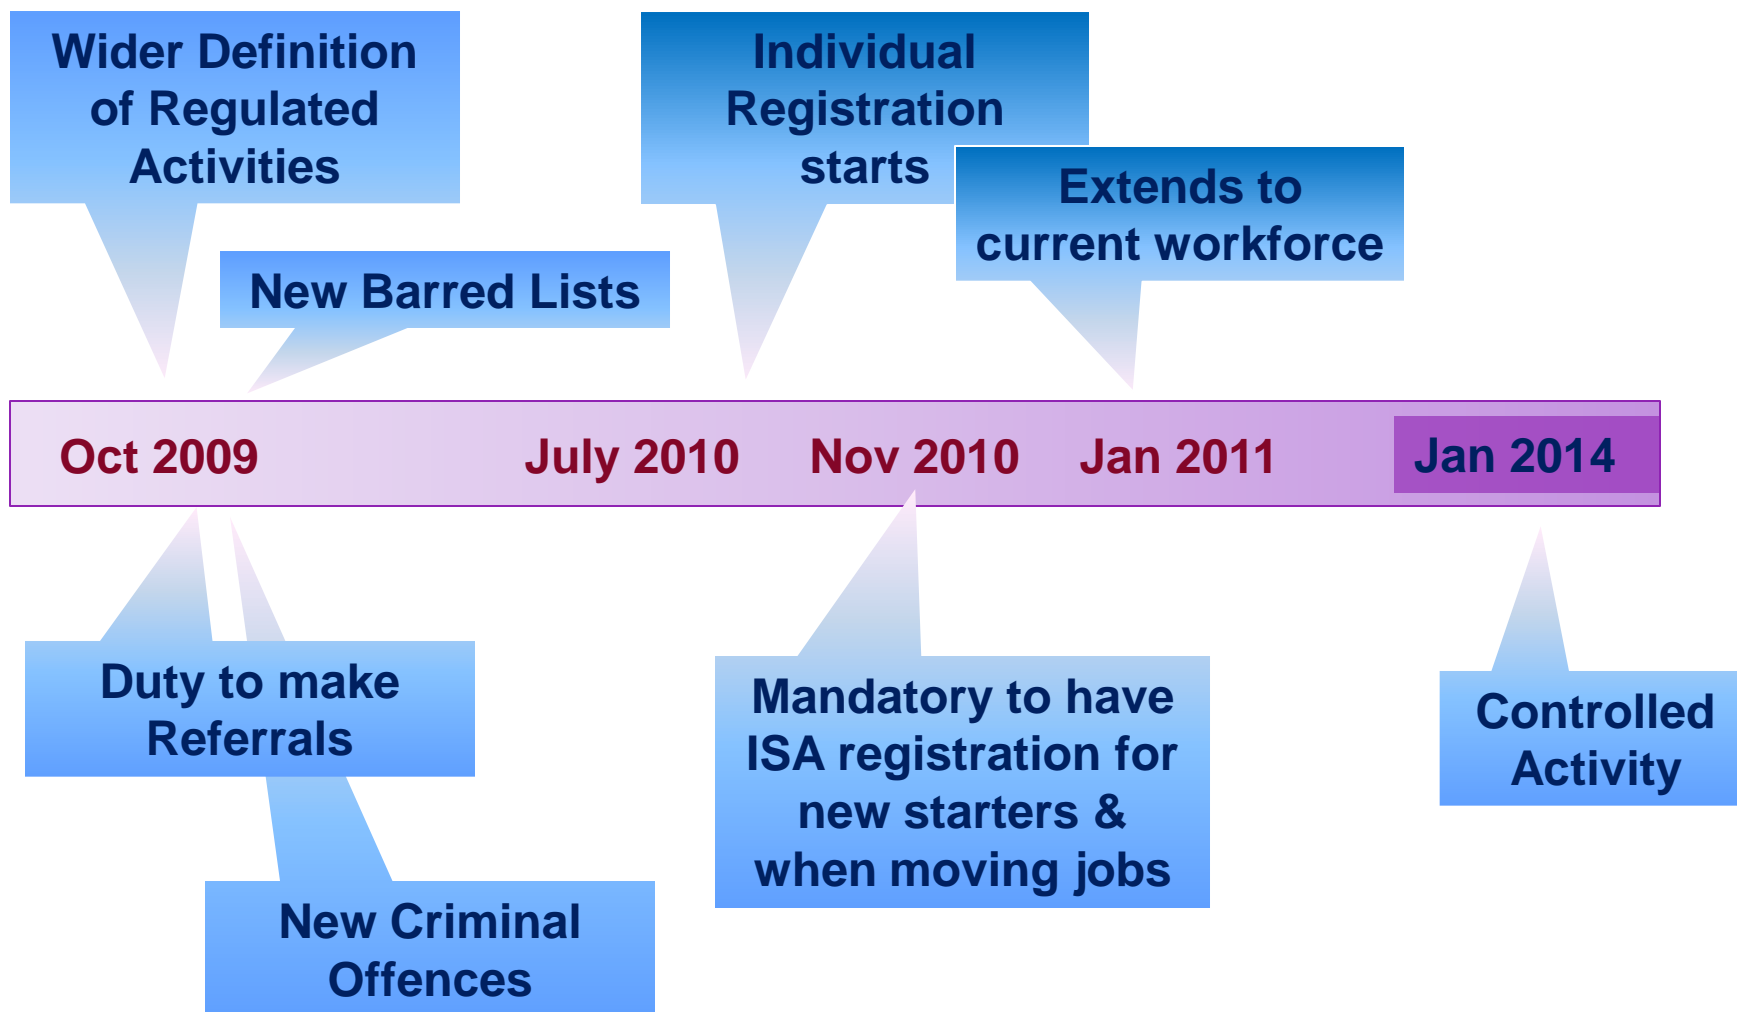 Wider Definition
of Regulated
Activities
Individual
Registration
starts
Extends to
current workforce
New Barred Lists
Oct 2009
July 2010
Nov 2010
Jan 2011
Jan 2014
Duty to make
Referrals
Mandatory to have
ISA registration for
new starters &
when moving jobs
Controlled
Activity
New Criminal
Offences